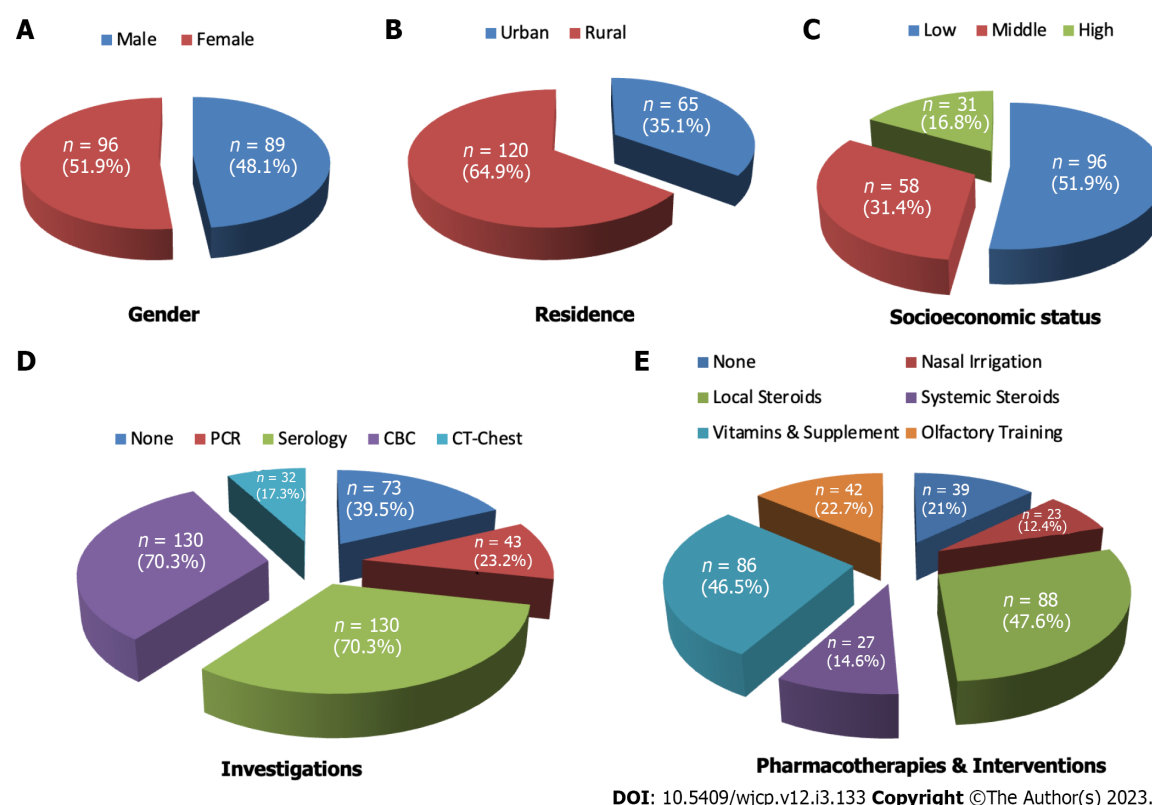 A
Male Female
n = 96
(51.9%)
n = 89
(48.1%)
Gender
B
Urban Rural
n = 65
(35.1%)
n = 120
(64.9%)
Residence
C
Low Middle High
n = 31
(16.8%)
n = 96
(51.9%)
n = 58
(31.4%)
Socioeconomic status
D
None PCR Serology CBC CT-Chest
n = 32
(17.3%)
n = 73
(39.5%)
n = 43
(23.2%)
n = 130
(70.3%)
n = 130
(70.3%)
Investigations
E
None Nasal Irrigation
Local Steroids Systemic Steroids
Vitamins & Supplement Olfactory Training
n = 42
(22.7%)
n = 39
(21%)
n = 23
(12.4%)
n = 86
(46.5%)
n = 88
(47.6%)
n = 27
(14.6%)
Pharmacotherapies & Interventions
DOI: 10.5409/wjcp.v12.i3.133 Copyright ©The Author(s) 2023.